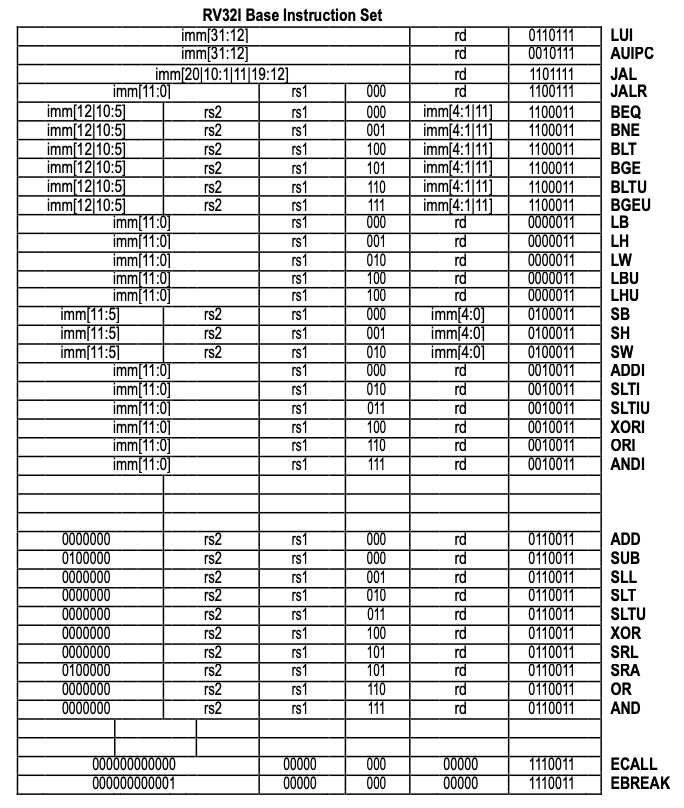 RV32I Base Instruction Set
imm[31:12] rd 0110111 LUI
imm[31:12] rd 0010111 AUIPC
imm[20|10:1|11|19:12] rd 1101111 JAL
imm[11:0] rs1 000 rd 1100111 JALR
imm[12|10:5] rs2 rs1 000 imm[4:1|11] 1100011 BEQ
imm[12|10:5] rs2 rs1 001 imm[4:1|11] 1100011 BNE
imm[12|10:5] rs2 rs1 100 imm[4:1|11] 1100011 BLT
imm[12|10:5] rs2 rs1 101 imm[4:1|11] 1100011 BGE
imm[12|10:5] rs2 rs1 110 imm[4:1|11] 1100011 BLTU
imm[12|10:5] rs2 rs1 111 imm[4:1|11] 1100011 BGEU
imm[11:0] rs1 000 rd 0000011 LB
imm[11:0] rs1 001 rd 0000011 LH
imm[11:0] rs1 010 rd 0000011 LW
imm[11:0] rs1 100 rd 0000011 LBU
imm[11:0] rs1 100 rd 0000011 LHU
imm[11:5] rs2 rs1 000 imm[4:0] 0100011 SB
imm[11:5] rs2 rs1 001 imm[4:0] 0100011 SH
imm[11:5] rs2 rs1 010 imm[4:0] 0100011 SW
imm[11:0] rs1 000 rd 0010011 ADDI
imm[11:0] rs1 010 rd 0010011 SLTI
imm[11:0] rs1 011 rd 0010011 SLTIU
imm[11:0] rs1 100 rd 0010011 XORI
imm[11:0] rs1 110 rd 0010011 ORI
imm[11:0] rs1 111 rd 0010011 ANDI
0000000 rs2 rs1 000 rd 0110011 ADD
0100000 rs2 rs1 000 rd 0110011 SUB
0000000 rs2 rs1 001 rd 0110011 SLL
0000000 rs2 rs1 010 rd 0110011 SLT
0000000 rs2 rs1 011 rd 0110011 SLTU
0000000 rs2 rs1 100 rd 0110011 XOR
0000000 rs2 rs1 101 rd 0110011 SRL
0100000 rs2 rs1 101 rd 0110011 SRA
0000000 rs2 rs1 110 rd 0110011 OR
0000000 rs2 rs1 111 rd 0110011 AND
000000000000 00000 000 00000 1110011 ECALL
000000000001 00000 000 00000 1110011 EBREAK